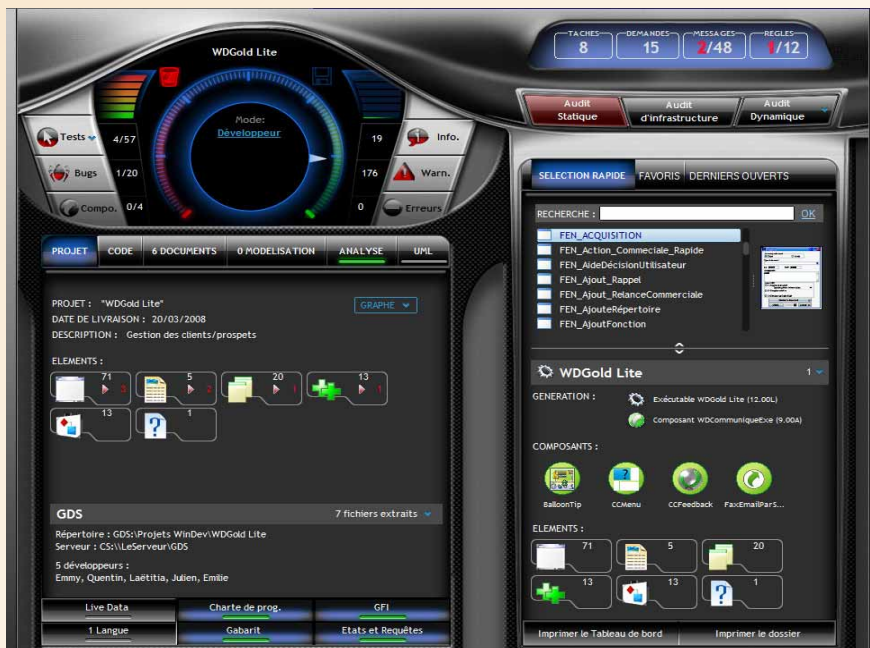 WDGold Lite
TACHES
8
DEMANDES
15
MESSAGES
2/48
REGLES
1/12
Mode:
Développeur
Tests
4/57
Bugs
1/20
Compo.
0/4
19
Info.
176
Warn.
0
Erreurs
Audit
Statique
Audit
d'infrastructure
Audit
Dynamique
PROJET
CODE
6 DOCUMENTS
0 MODELISATION
ANALYSE
UML
PROJET : "WDGold Lite"
GRAPHE
DATE DE LIVRAISON : 20/03/2008
DESCRIPTION : Gestion des clients/prospets
ELEMENTS :
71
3
5
2
20
1
13
1
13
1
GDS
7 fichiers extraits
Répertoire : GDS:\Projets WinDev\WDGold Lite
Serveur : CS:\\LeServeur\GDS
5 développeurs :
Emmy, Quentin, Laëtitia, Julien, Emilie
Live Data
Charte de prog.
GFI
1 Langue
Gabarit
Etats et Requêtes
SELECTION RAPIDE
FAVORIS
DERNIERS OUVERTS
RECHERCHE :
OK
FEN_ACQUISITION
FEN_Action_Commeciale_Rapide
FEN_AideDécisionUtilisateur
FEN_Ajout_Rappel
FEN_Ajout_RelanceCommerciale
FEN_AjouteRépertoire
FEN_AjoutFonction
WDGold Lite
1
GENERATION :
Exécutable WDGold Lite (12.00L)
Composant WDCommuniqueExe (9.00A)
COMPOSANTS :
BalloonTip
CCMenu
CCFeedback
FaxEmailParS...
ELEMENTS :
71
5
20
13
13
1
Imprimer le Tableau de bord
Imprimer le dossier